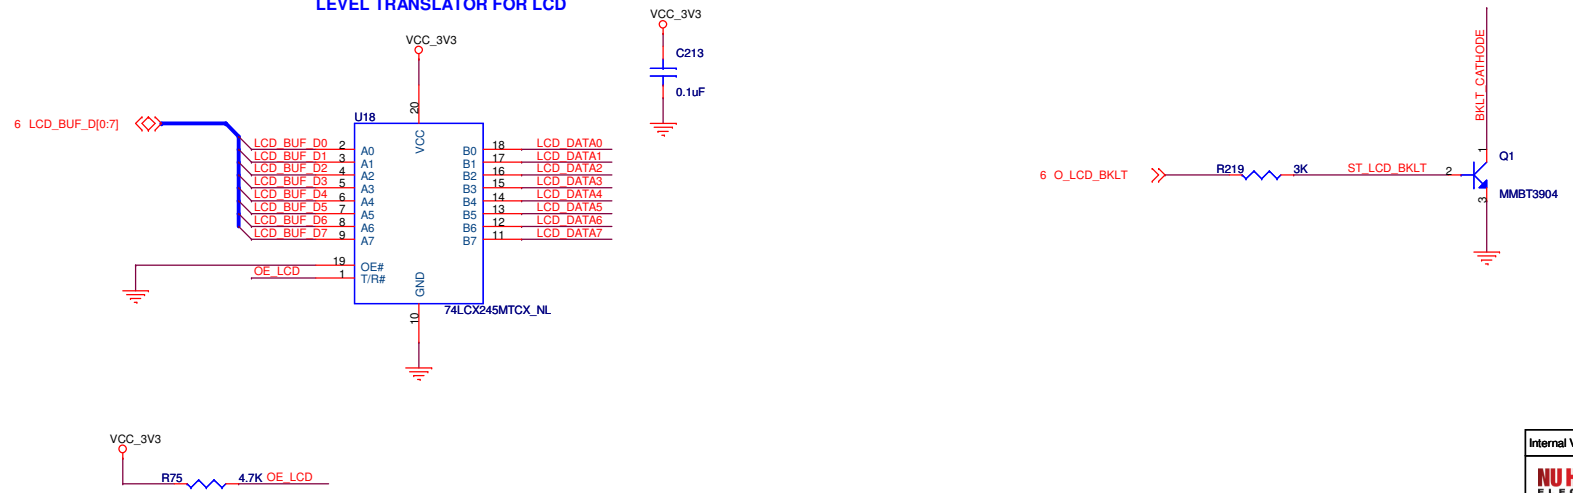 LEVEL TRANSLATOR FOR LCD
VCC_3V3
C213
0.1uF
VCC_3V3
20
U18
VCC
6 LCD_BUF_D[0:7]
LCD_BUF_D0 2 A0 B0 18 LCD_DATA0
LCD_BUF_D1 3 A1 B1 17 LCD_DATA1
LCD_BUF_D2 4 A2 B2 16 LCD_DATA2
LCD_BUF_D3 5 A3 B3 15 LCD_DATA3
LCD_BUF_D4 6 A4 B4 14 LCD_DATA4
LCD_BUF_D5 7 A5 B5 13 LCD_DATA5
LCD_BUF_D6 8 A6 B6 12 LCD_DATA6
LCD_BUF_D7 9 A7 B7 11 LCD_DATA7
19 OE#
OE_LCD 1 T/R#
GND
10
74LCX245MTCX_NL
BKLT_CATHODE
1
Q1
6 O_LCD_BKLT R219 3K ST_LCD_BKLT 2
MMBT3904
3
VCC_3V3
R75 4.7K OE_LCD
Internal V
NU H